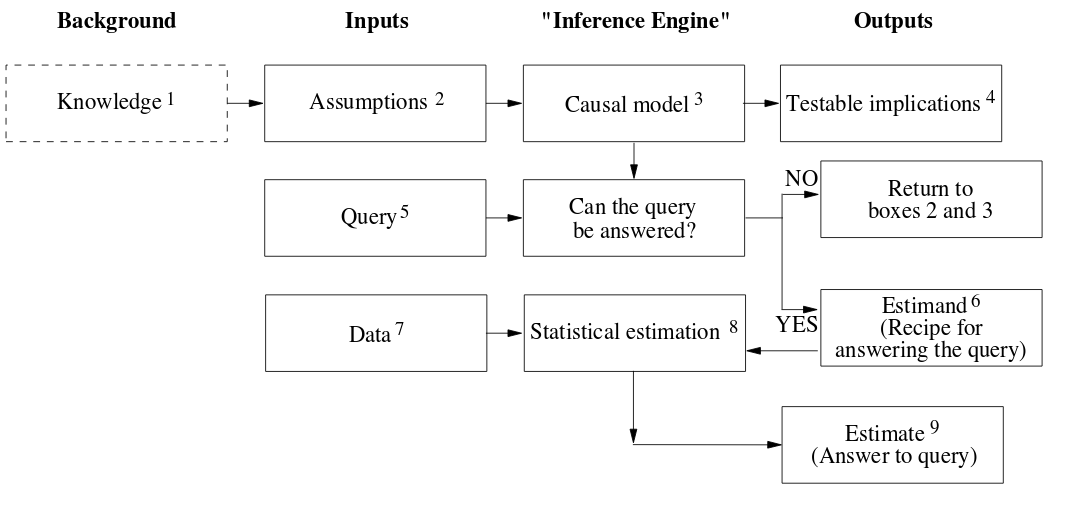 Background
Inputs
"Inference Engine"
Outputs
Knowledge 1
Assumptions 2
Causal model 3
Testable implications 4
Query 5
Can the query
be answered?
NO
Return to
boxes 2 and 3
YES
Estimand 6
(Recipe for
answering the query)
Data 7
Statistical estimation 8
Estimate 9
(Answer to query)